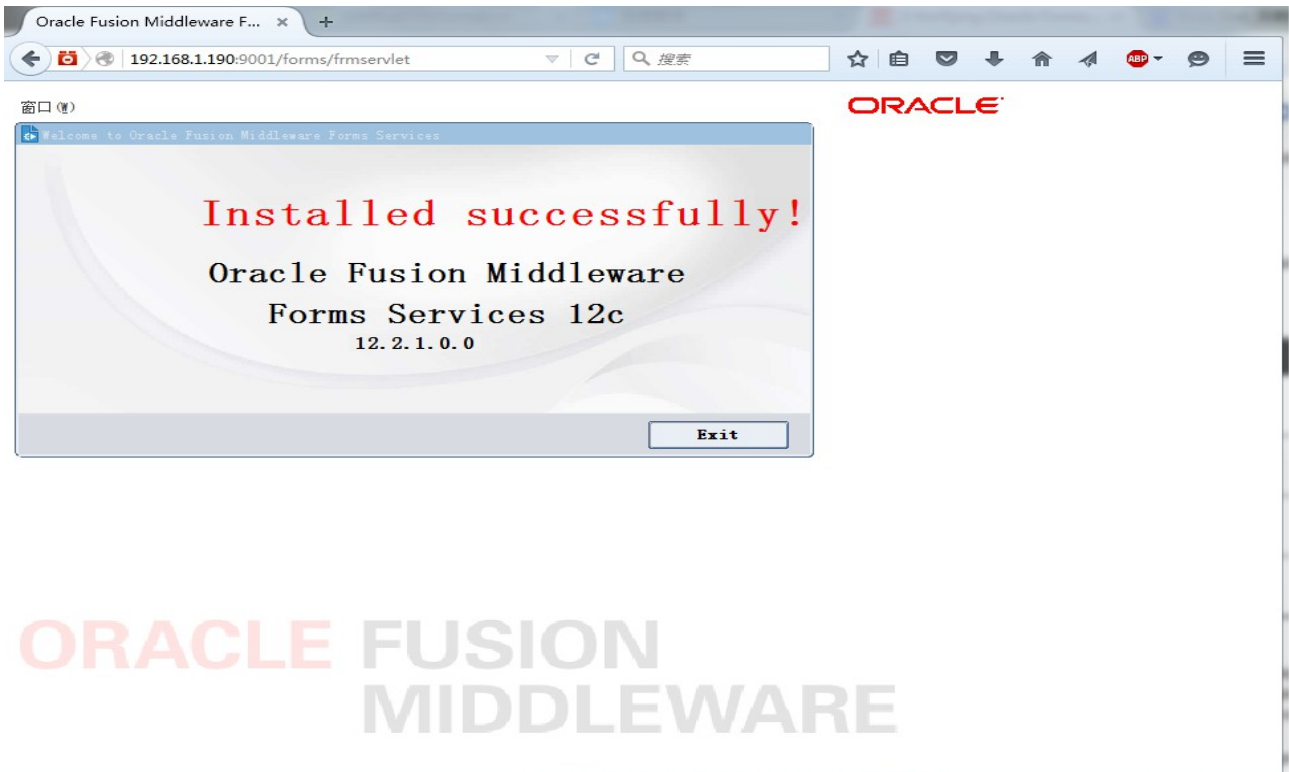 Oracle Fusion Middleware F... × +
192.168.1.190:9001/forms/frmservlet
搜索
ABP
窗口(W)
ORACLE
Welcome to Oracle Fusion Middleware Forms Services
Installed successfully!
Oracle Fusion Middleware
Forms Services 12c
12.2.1.0.0
Exit
ORACLE FUSION
MIDDLEWARE